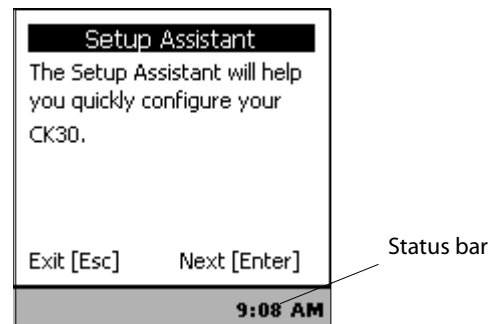 Setup Assistant
The Setup Assistant will help
you quickly configure your
CK30.
Exit [Esc] Next [Enter]
Status bar
9:08 AM